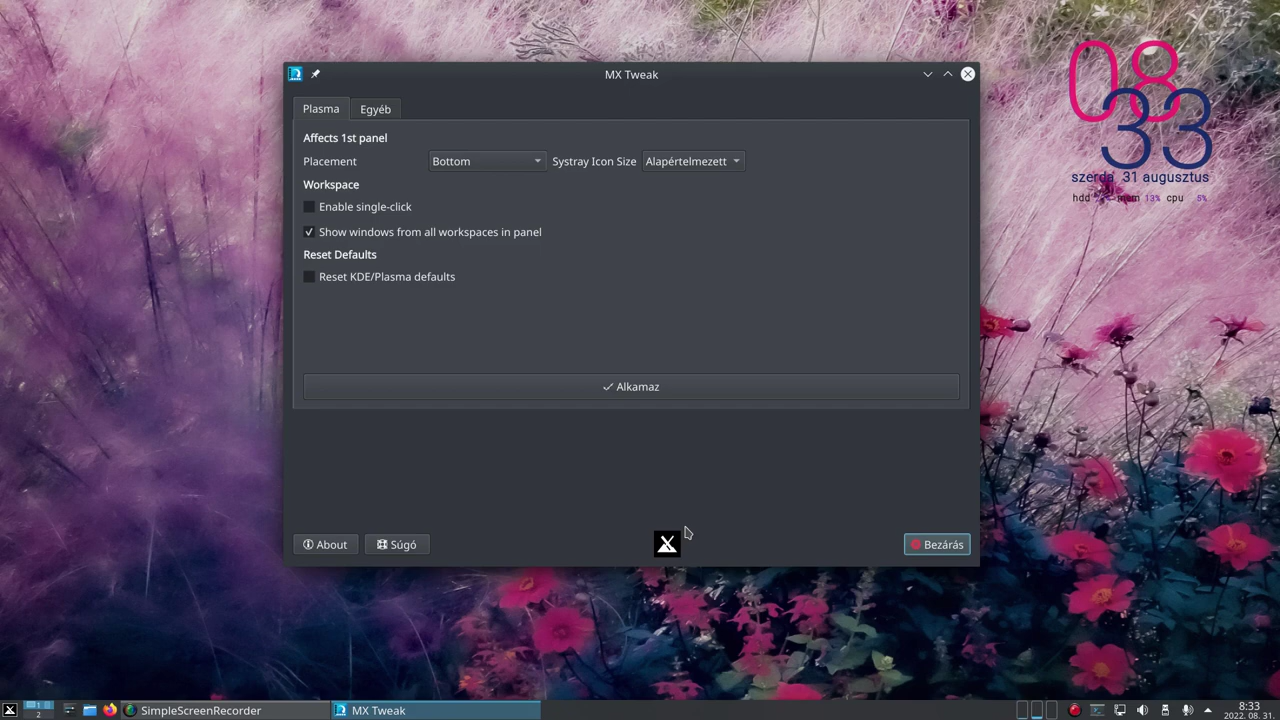 MX Tweak
08
33
szerda 31 augusztus
hdd mem 13% cpu 5%
Plasma Egyéb
Affects 1st panel
Placement Bottom Systray Icon Size Alapértelmezett
Workspace
Enable single-click
Show windows from all workspaces in panel
Reset Defaults
Reset KDE/Plasma defaults
Alkamaz
About Súgó Bezárás
1
2
SimpleScreenRecorder MX Tweak
8:33
2022. 08. 31.